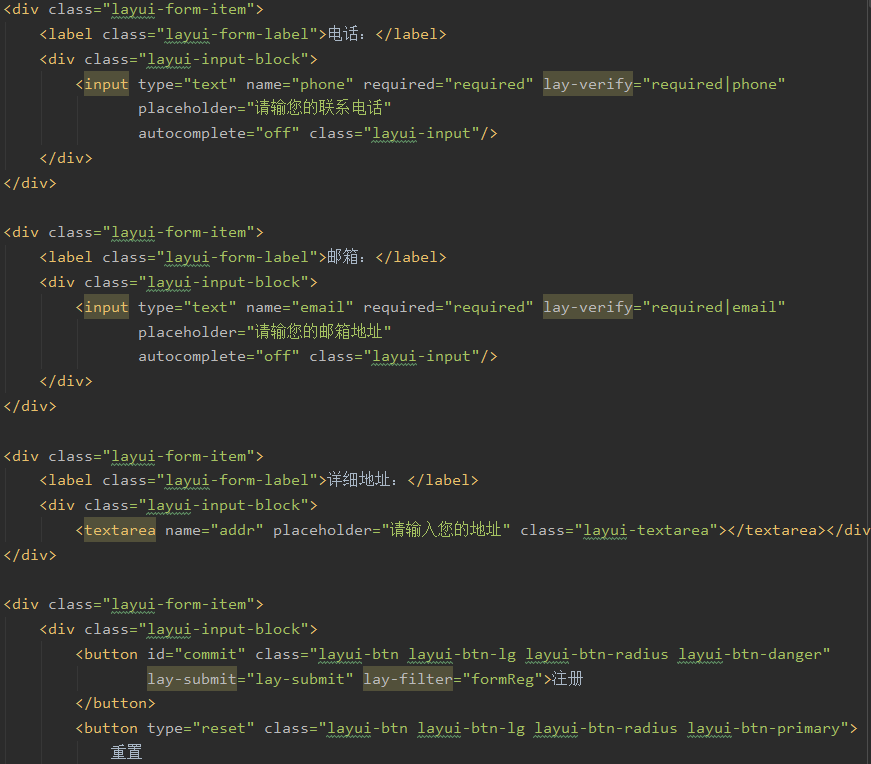 <div class="layui-form-item">
<label class="layui-form-label">电话：</label>
<div class="layui-input-block">
<input type="text" name="phone" required="required" lay-verify="required|phone"
placeholder="请输您的联系电话"
autocomplete="off" class="layui-input"/>
</div>
</div>
<div class="layui-form-item">
<label class="layui-form-label">邮箱：</label>
<div class="layui-input-block">
<input type="text" name="email" required="required" lay-verify="required|email"
placeholder="请输您的邮箱地址"
autocomplete="off" class="layui-input"/>
</div>
</div>
<div class="layui-form-item">
<label class="layui-form-label">详细地址：</label>
<div class="layui-input-block">
<textarea name="addr" placeholder="请输入您的地址" class="layui-textarea"></textarea></div
</div>
<div class="layui-form-item">
<div class="layui-input-block">
<button id="commit" class="layui-btn layui-btn-lg layui-btn-radius layui-btn-danger"
lay-submit="lay-submit" lay-filter="formReg">注册
</button>
<button type="reset" class="layui-btn layui-btn-lg layui-btn-radius layui-btn-primary">
重置